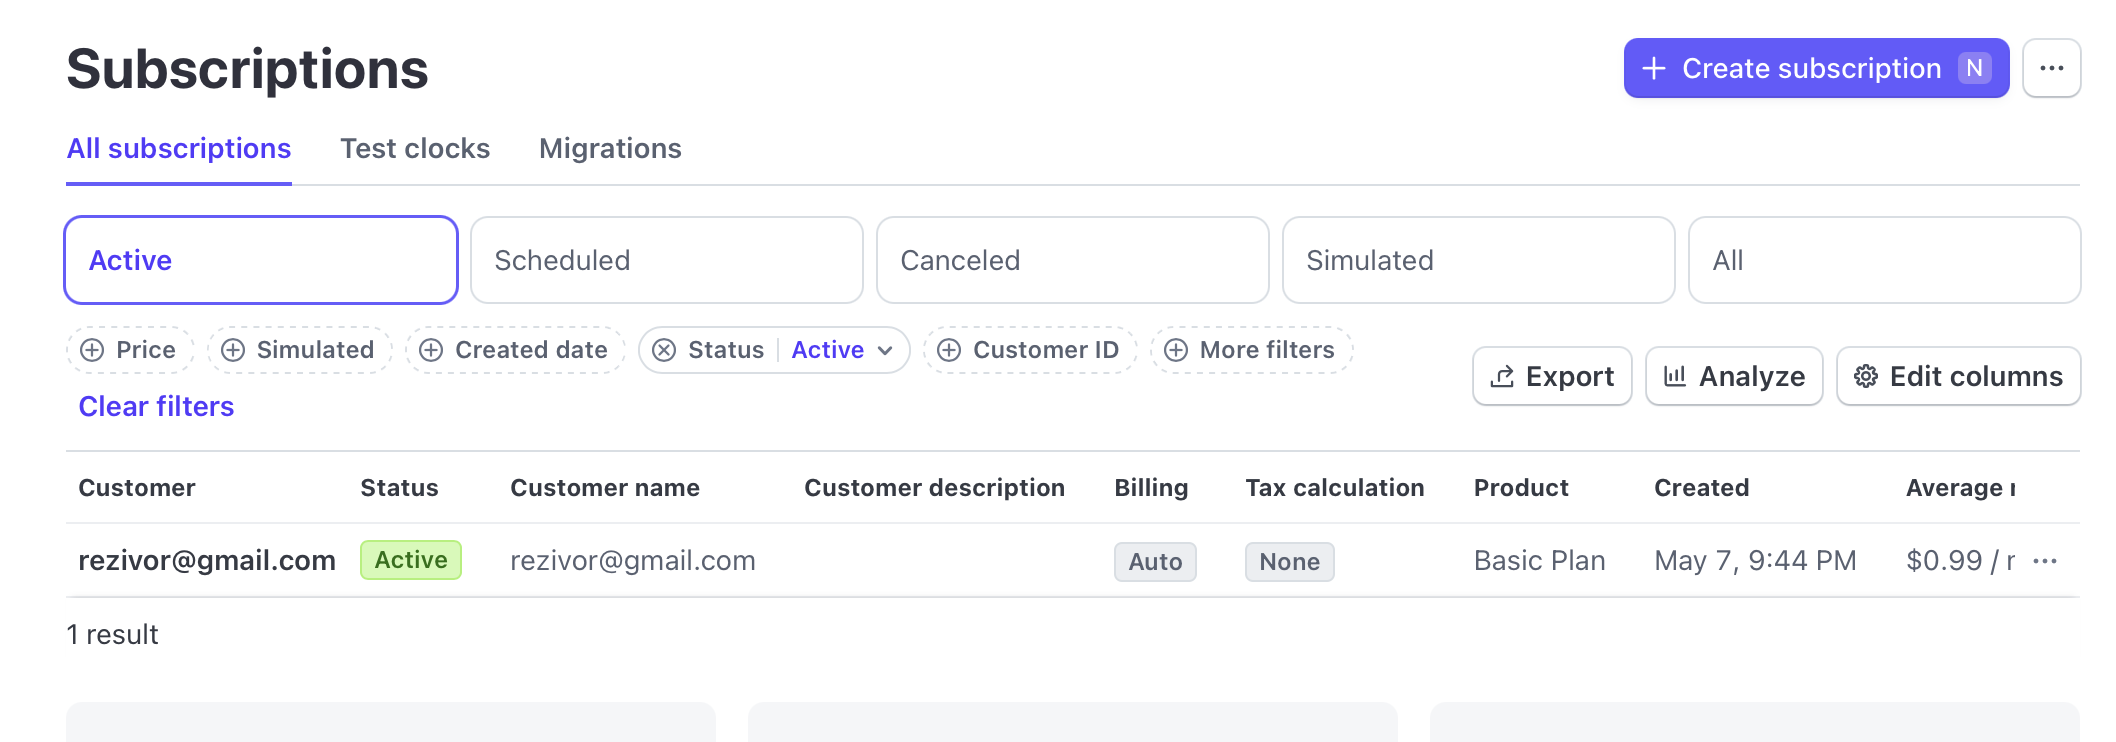 Subscriptions
Create subscription N
All subscriptions Test clocks Migrations
Active Scheduled Canceled Simulated All
Price Simulated Created date Status Active Customer ID More filters
Export Analyze Edit columns
Clear filters
Customer Status Customer name Customer description Billing Tax calculation Product Created Average
rezivor@gmail.com Active rezivor@gmail.com Auto None Basic Plan May 7, 9:44 PM $0.99 /
1 result